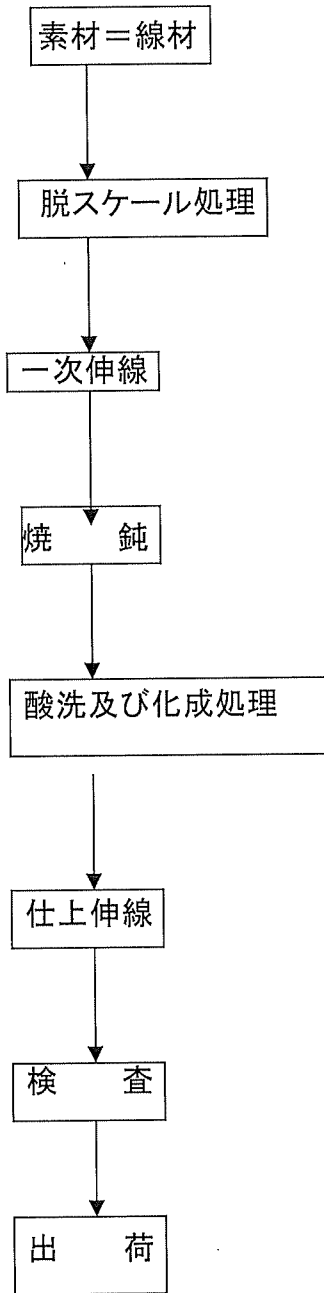 素材＝線材
脱スケール処理
一次伸線
焼　　鈍
酸洗及び化成処理
仕上伸線
検　　査
出　　荷